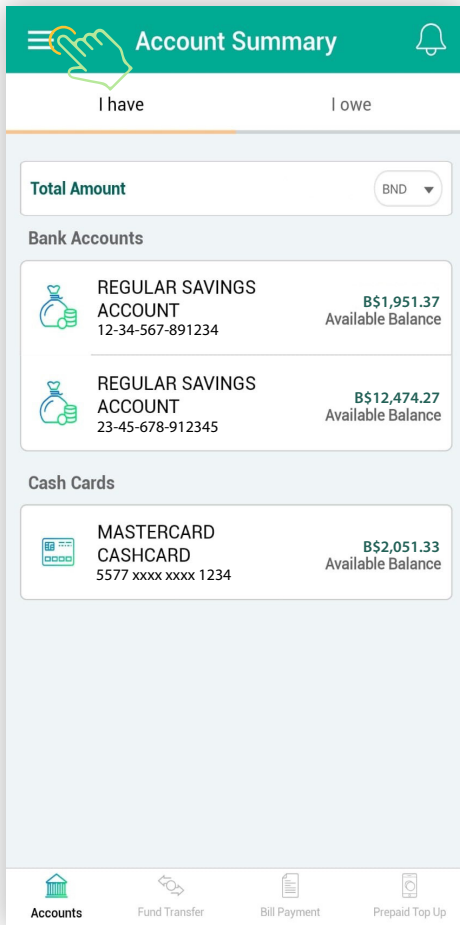 Account Summary
I have
I owe
Total Amount
BND
Bank Accounts
REGULAR SAVINGS
ACCOUNT
12-34-567-891234
B$1,951.37
Available Balance
REGULAR SAVINGS
ACCOUNT
23-45-678-912345
B$12,474.27
Available Balance
Cash Cards
MASTERCARD
CASHCARD
5577 xxxx xxxx 1234
B$2,051.33
Available Balance
Accounts
Fund Transfer
Bill Payment
Prepaid Top Up